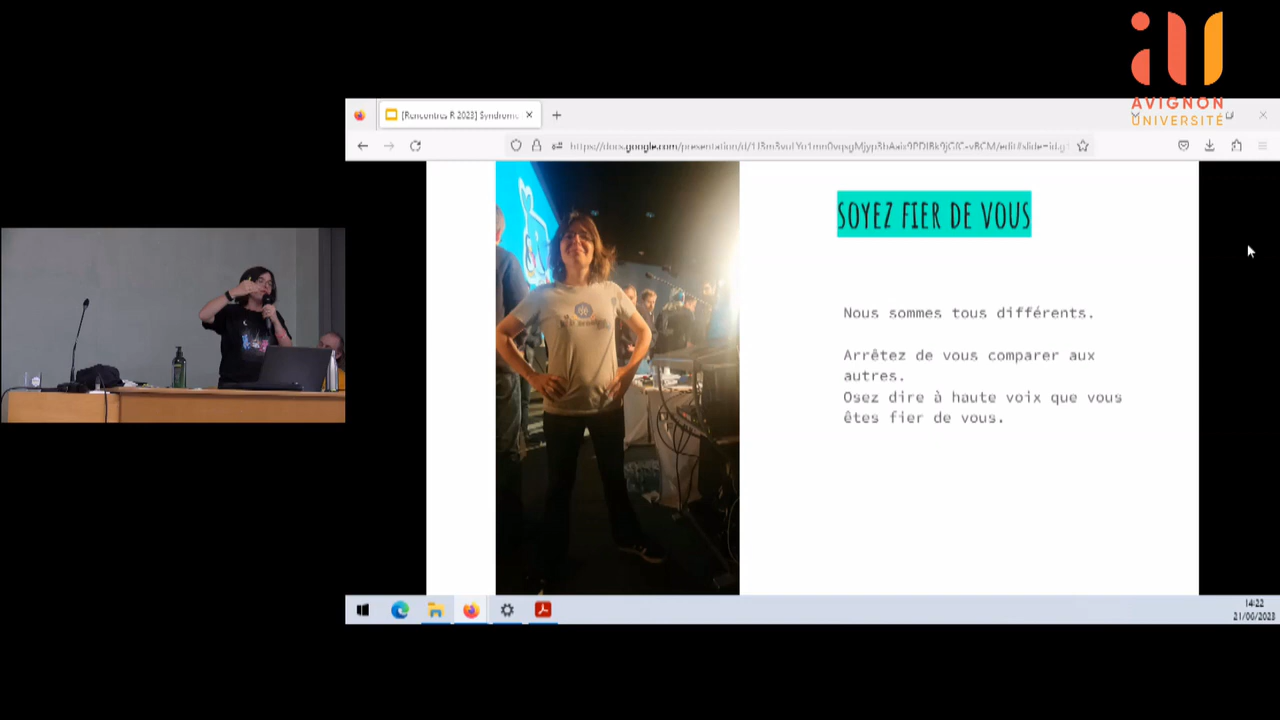 AVIGNON
UNIVERSITÉ
[Rencontres R 2023] Syndrome
SOYEZ FIER DE VOUS
Nous sommes tous différents.
Arrêtez de vous comparer aux
autres.
Osez dire à haute voix que vous
êtes fier de vous.
14:22
21/06/2023